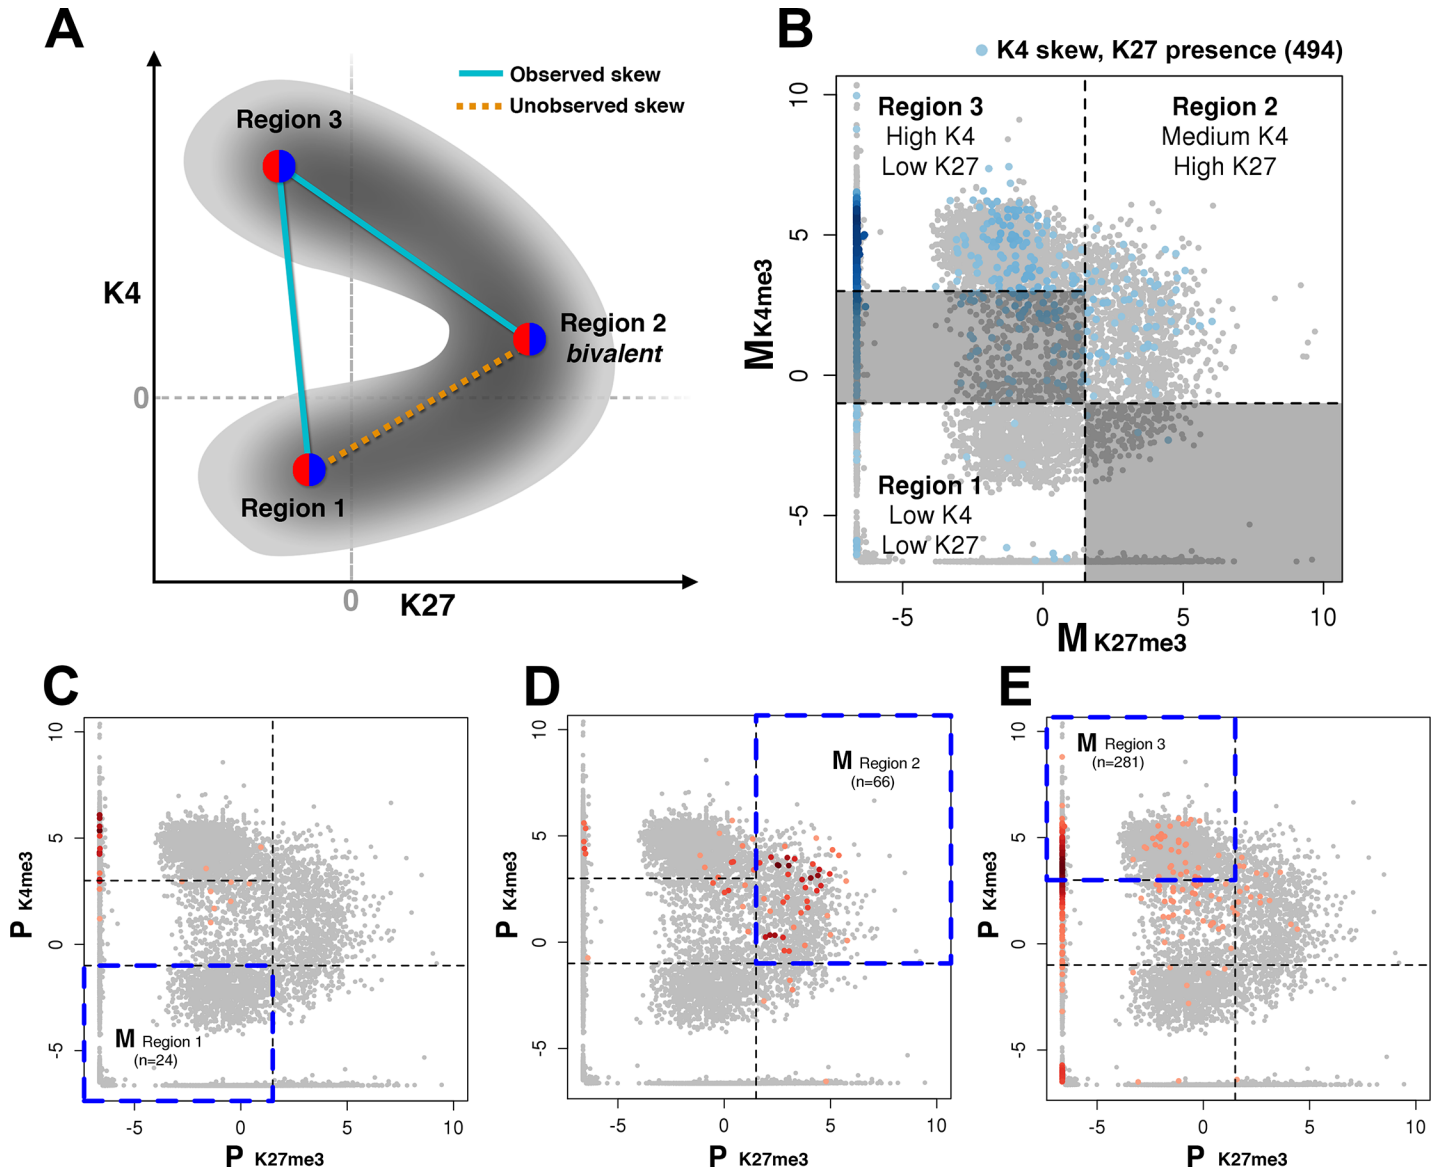 A
Observed skew
Unobserved skew
Region 3
K4
Region 2
bivalent
0
Region 1
0
K27
B
K4 skew, K27 presence (494)
Region 3
High K4
Low K27
Region 2
Medium K4
High K27
Region 1
Low K4
Low K27
10
5
0
-5
M K4me3
-5
0
5
10
M K27me3
C
10
5
0
-5
P K4me3
M Region 1
(n=24)
-5
0
5
10
P K27me3
D
10
5
0
-5
P K4me3
M Region 2
(n=66)
-5
0
5
10
P K27me3
E
10
5
0
-5
P K4me3
M Region 3
(n=281)
-5
0
5
10
P K27me3